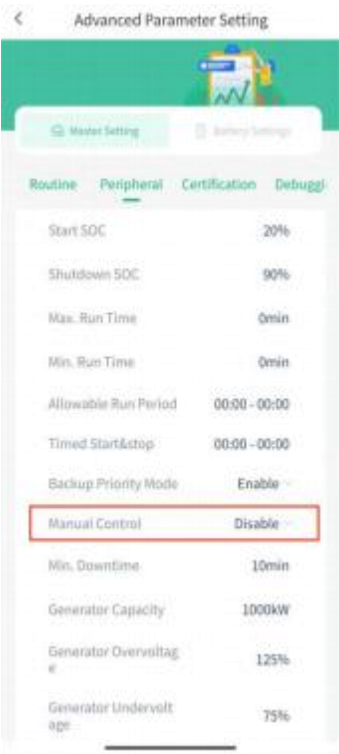 Advanced Parameter Setting
Master Setting
Battery Settings
Routine Peripheral Certification Debuggi
Start SOC 20%
Shutdown SOC 90%
Max. Run Time 0min
Min. Run Time 0min
Allowable Run Period 00:00 - 00:00
Timed Start&stop 00:00 - 00:00
Backup Priority Mode Enable
Manual Control Disable
Min. Downtime 10min
Generator Capacity 1000kW
Generator Overvoltag
e 125%
Generator Undervolt
age 75%